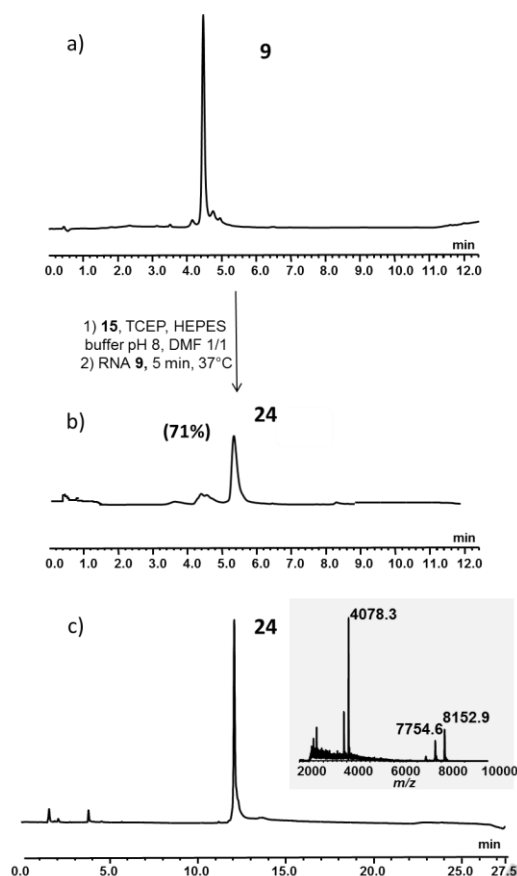 a)
9
min
0.0 1.0 2.0 3.0 4.0 5.0 6.0 7.0 8.0 9.0 10.0 11.0 12.0
1) 15, TCEP, HEPES
buffer pH 8, DMF 1/1
2) RNA 9, 5 min, 37°C
b)
24
(71%)
min
0.0 1.0 2.0 3.0 4.0 5.0 6.0 7.0 8.0 9.0 10.0 11.0 12.0
c)
24
4078.3
7754.6
8152.9
2000 4000 6000 8000 10000
m/z
min
0.0 5.0 10.0 15.0 20.0 25.0 27.5